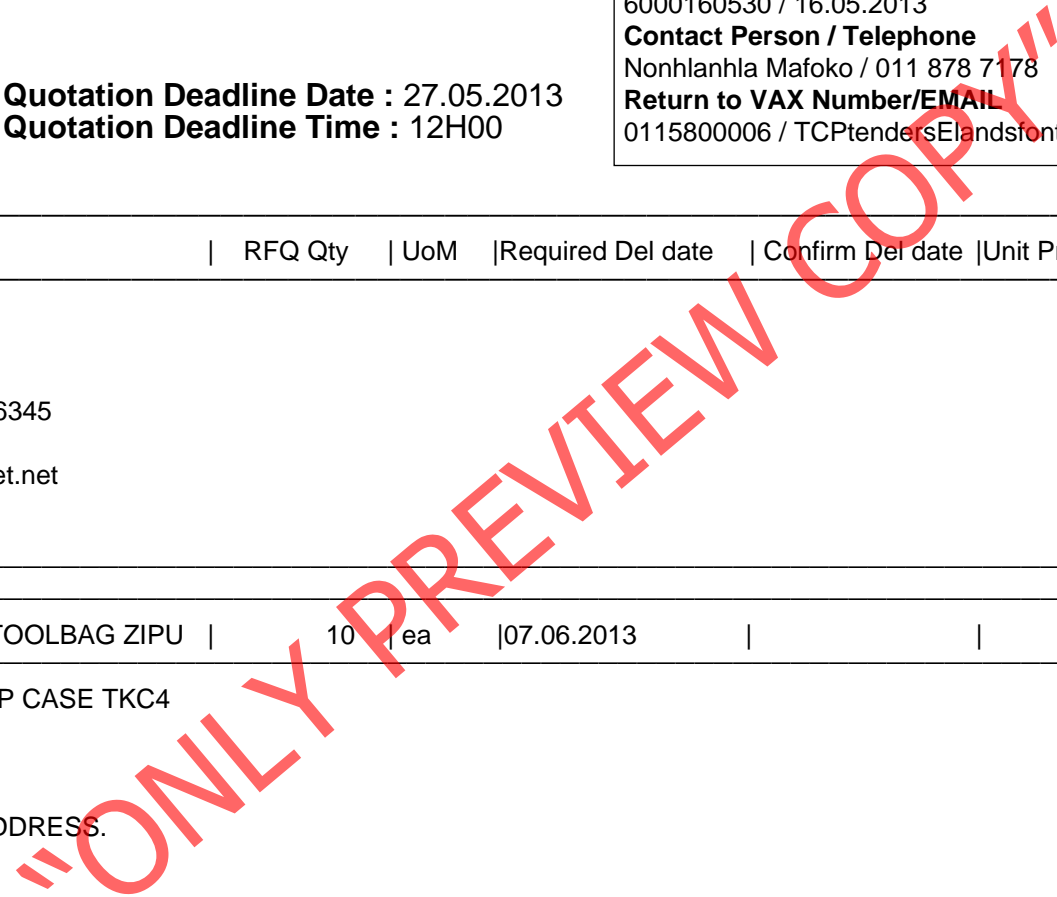 6000160530 / 16.05.2013
Contact Person / Telephone
Nonhlanhla Mafoko / 011 878 7178
Quotation Deadline Date : 27.05.2013
Return to VAX Number/EMAIL
Quotation Deadline Time : 12H00
0115800006 / TCPtendersElandsfont
| RFQ Qty | UoM |Required Del date | Confirm Del date |Unit Pr
6345
et.net
TOOLBAG ZIPU | 10 | ea |07.06.2013 | |
P CASE TKC4
DDRESS.
"ONLY PREVIEW COPY"